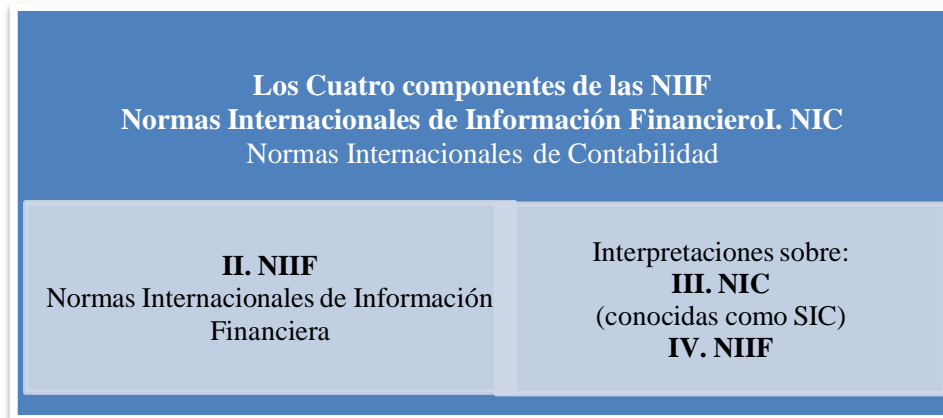 Los Cuatro componentes de las NIIF
Normas Internacionales de Información FinancieroI. NIC
Normas Internacionales de Contabilidad
II. NIIF
Normas Internacionales de Información
Financiera
Interpretaciones sobre:
III. NIC
(conocidas como SIC)
IV. NIIF